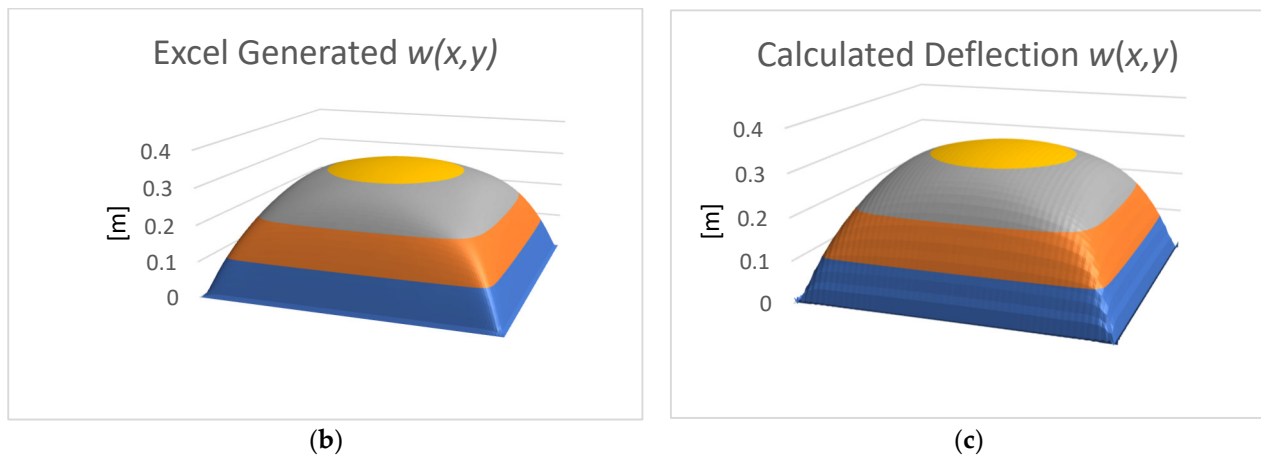 Excel Generated w(x,y)
0.4
0.3
0.2
0.1
0
[m]
(b)
Calculated Deflection w(x,y)
0.4
0.3
0.2
0.1
0
[m]
(c)